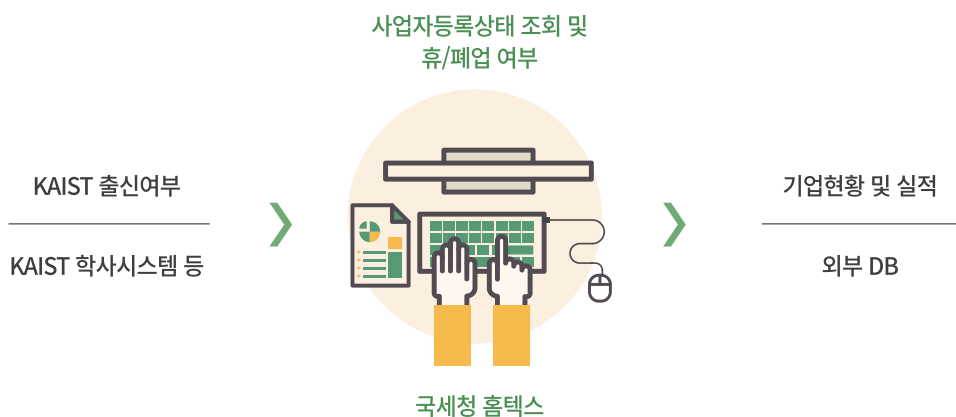 사업자등록상태 조회 및
휴/폐업 여부
KAIST 출신여부
KAIST 학사시스템 등
기업현황 및 실적
외부 DB
국세청 홈텍스